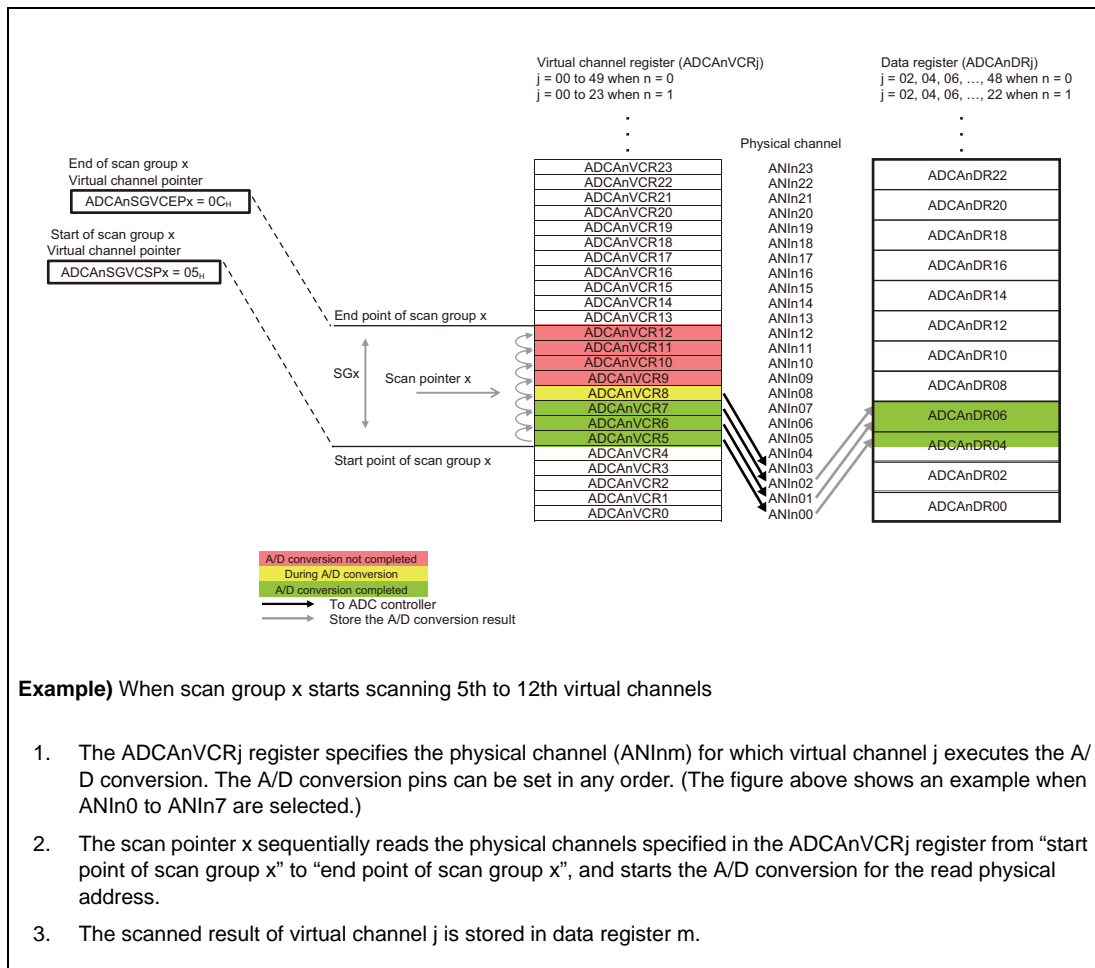 Virtual channel register (ADCAnVCRj)
j = 00 to 49 when n = 0
j = 00 to 23 when n = 1
Data register (ADCAnDRj)
j = 02, 04, 06, …, 48 when n = 0
j = 02, 04, 06, …, 22 when n = 1
Physical channel
End of scan group x
Virtual channel pointer
ADCAnSGVCEPx = 0CH
Start of scan group x
Virtual channel pointer
ADCAnSGVCSPx = 05H
End point of scan group x
SGx
Scan pointer x
Start point of scan group x
ADCAnVCR23
ADCAnVCR22
ADCAnVCR21
ADCAnVCR20
ADCAnVCR19
ADCAnVCR18
ADCAnVCR17
ADCAnVCR16
ADCAnVCR15
ADCAnVCR14
ADCAnVCR13
ADCAnVCR12
ADCAnVCR11
ADCAnVCR10
ADCAnVCR9
ADCAnVCR8
ADCAnVCR7
ADCAnVCR6
ADCAnVCR5
ADCAnVCR4
ADCAnVCR3
ADCAnVCR2
ADCAnVCR1
ADCAnVCR0
ANIn23
ANIn22
ANIn21
ANIn20
ANIn19
ANIn18
ANIn17
ANIn16
ANIn15
ANIn14
ANIn13
ANIn12
ANIn11
ANIn10
ANIn09
ANIn08
ANIn07
ANIn06
ANIn05
ANIn04
ANIn03
ANIn02
ANIn01
ANIn00
ADCAnDR22
ADCAnDR20
ADCAnDR18
ADCAnDR16
ADCAnDR14
ADCAnDR12
ADCAnDR10
ADCAnDR08
ADCAnDR06
ADCAnDR04
ADCAnDR02
ADCAnDR00
A/D conversion not completed
During A/D conversion
A/D conversion completed
To ADC controller
Store the A/D conversion result
Example) When scan group x starts scanning 5th to 12th virtual channels
1. The ADCAnVCRj register specifies the physical channel (ANInm) for which virtual channel j executes the A/
D conversion. The A/D conversion pins can be set in any order. (The figure above shows an example when
ANIn0 to ANIn7 are selected.)
2. The scan pointer x sequentially reads the physical channels specified in the ADCAnVCRj register from “start
point of scan group x” to “end point of scan group x”, and starts the A/D conversion for the read physical
address.
3. The scanned result of virtual channel j is stored in data register m.